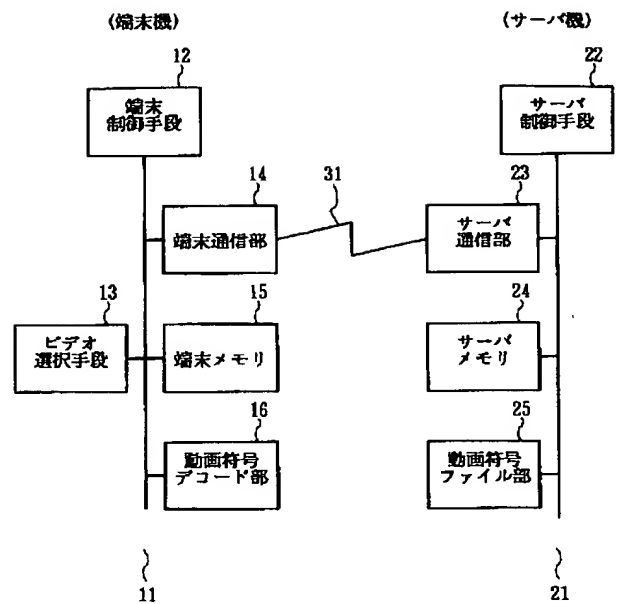 (端末機)
(サーバ機)
12
22
端末
制御手段
サーバ
制御手段
14
31
23
端末通信部
サーバ
通信部
13
15
24
ビデオ
選択手段
端末メモリ
サーバ
メモリ
16
25
動画符号
デコード部
動画符号
ファイル部
11
21